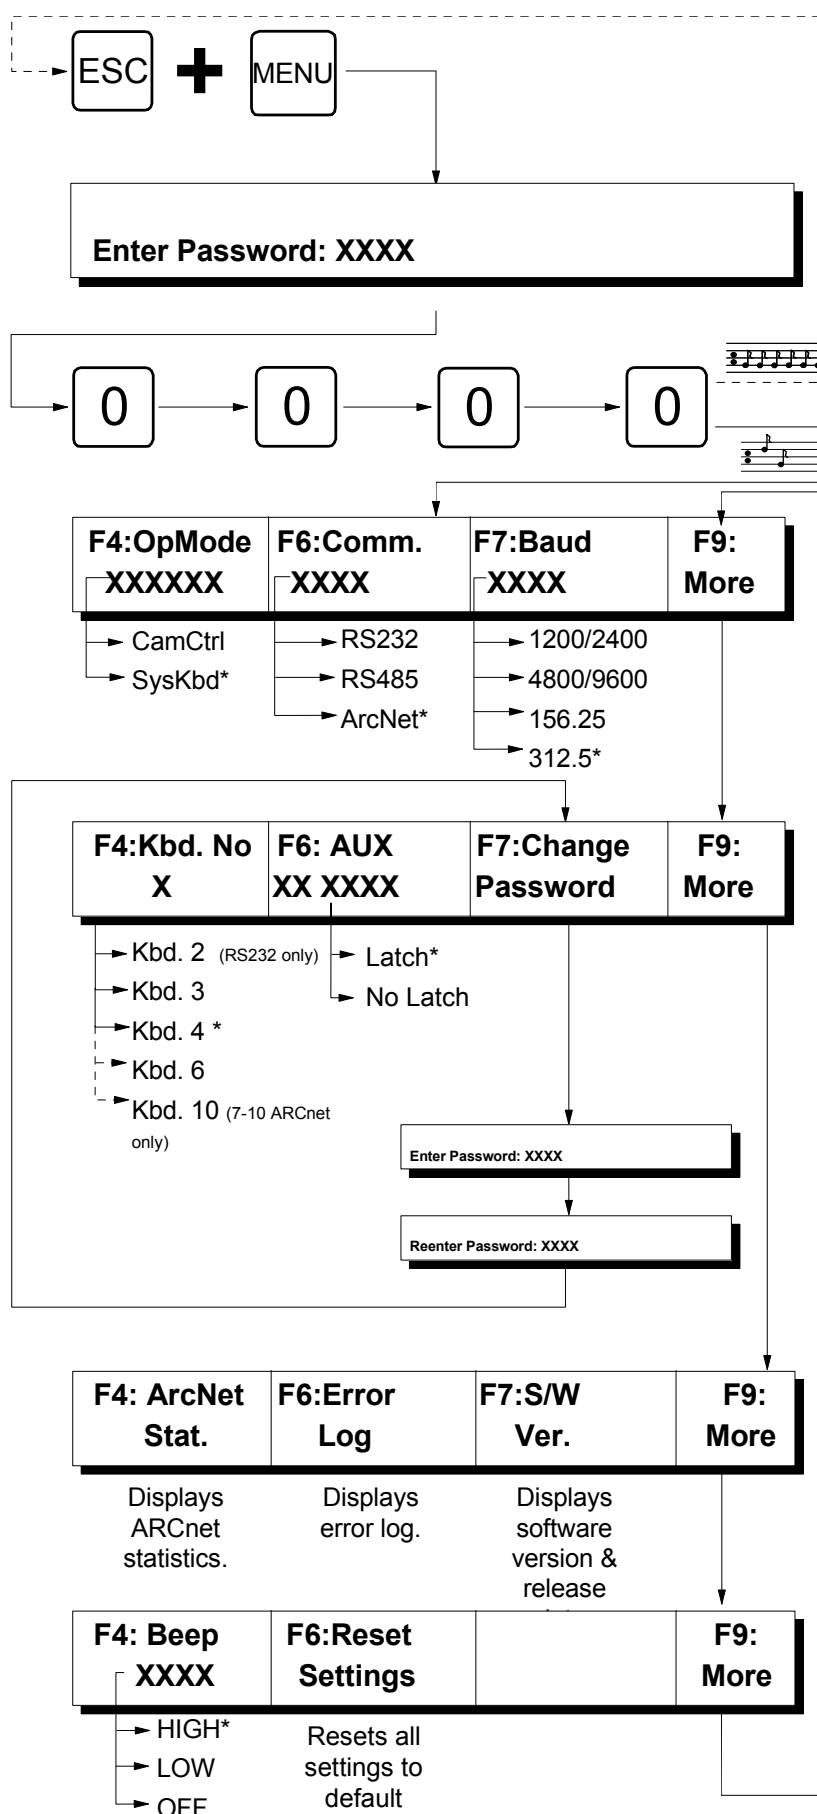 ESC + MENU
Enter Password: XXXX
0 0 0 0
F4:OpMode F6:Comm. F7:Baud F9:
XXXXXX XXXX XXXX More
CamCtrl RS232 1200/2400
SysKbd* RS485 4800/9600
ArcNet* 156.25
312.5*
F4:Kbd. No F6: AUX F7:Change F9:
X XX XXXX Password More
Kbd. 2 (RS232 only) Latch*
Kbd. 3 No Latch
Kbd. 4 *
Kbd. 6
Kbd. 10 (7-10 ARCnet
only)
Enter Password: XXXX
Reenter Password: XXXX
F4: ArcNet F6:Error F7:S/W F9:
Stat. Log Ver. More
Displays Displays Displays
ARCnet error log. software
statistics. version &
release
F4: Beep F6:Reset F9:
XXXX Settings More
HIGH* Resets all
LOW settings to
OFF default